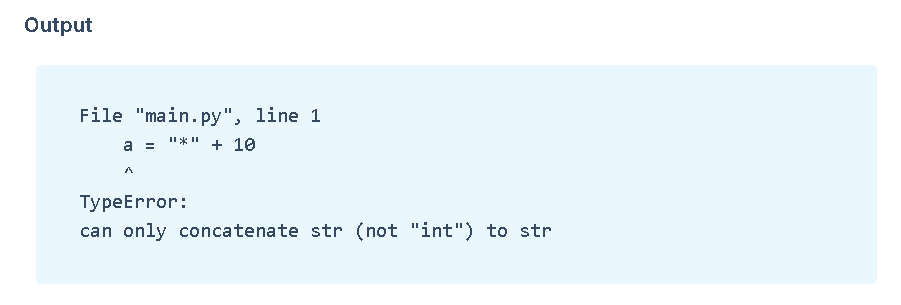 Output
File "main.py", line 1
a = "*" + 10
^
TypeError:
can only concatenate str (not "int") to str